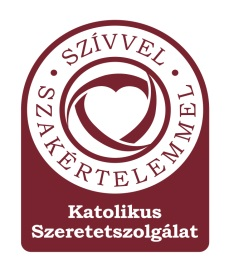 • SZÍVVEL •
SZAKÉRTELEMMEL
Katolikus
Szeretetszolgálat